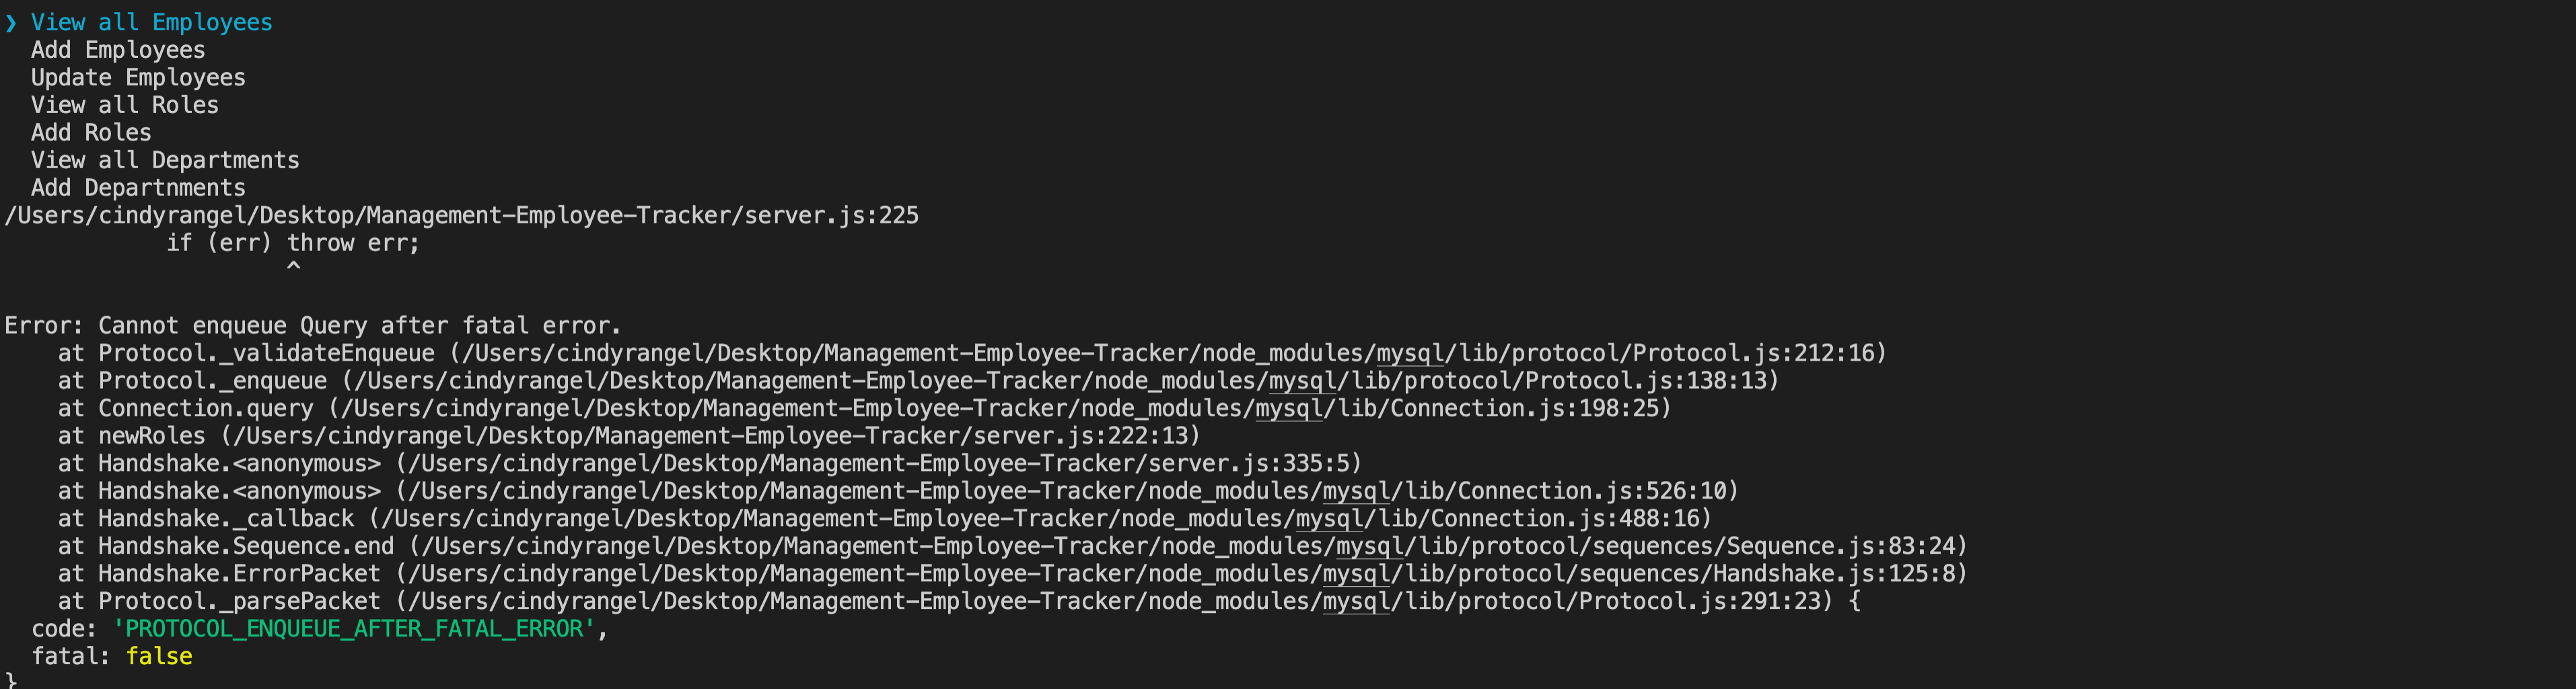 ❯ View all Employees
  Add Employees
  Update Employees
  View all Roles
  Add Roles
  View all Departments
  Add Departnments
/Users/cindyrangel/Desktop/Management-Employee-Tracker/server.js:225
            if (err) throw err;
                     ^
Error: Cannot enqueue Query after fatal error.
    at Protocol._validateEnqueue (/Users/cindyrangel/Desktop/Management-Employee-Tracker/node_modules/mysql/lib/protocol/Protocol.js:212:16)
    at Protocol._enqueue (/Users/cindyrangel/Desktop/Management-Employee-Tracker/node_modules/mysql/lib/protocol/Protocol.js:138:13)
    at Connection.query (/Users/cindyrangel/Desktop/Management-Employee-Tracker/node_modules/mysql/lib/Connection.js:198:25)
    at newRoles (/Users/cindyrangel/Desktop/Management-Employee-Tracker/server.js:222:13)
    at Handshake.<anonymous> (/Users/cindyrangel/Desktop/Management-Employee-Tracker/server.js:335:5)
    at Handshake.<anonymous> (/Users/cindyrangel/Desktop/Management-Employee-Tracker/node_modules/mysql/lib/Connection.js:526:10)
    at Handshake._callback (/Users/cindyrangel/Desktop/Management-Employee-Tracker/node_modules/mysql/lib/Connection.js:488:16)
    at Handshake.Sequence.end (/Users/cindyrangel/Desktop/Management-Employee-Tracker/node_modules/mysql/lib/protocol/sequences/Sequence.js:83:24)
    at Handshake.ErrorPacket (/Users/cindyrangel/Desktop/Management-Employee-Tracker/node_modules/mysql/lib/protocol/sequences/Handshake.js:125:8)
    at Protocol._parsePacket (/Users/cindyrangel/Desktop/Management-Employee-Tracker/node_modules/mysql/lib/protocol/Protocol.js:291:23) {
  code: 'PROTOCOL_ENQUEUE_AFTER_FATAL_ERROR',
  fatal: false
}